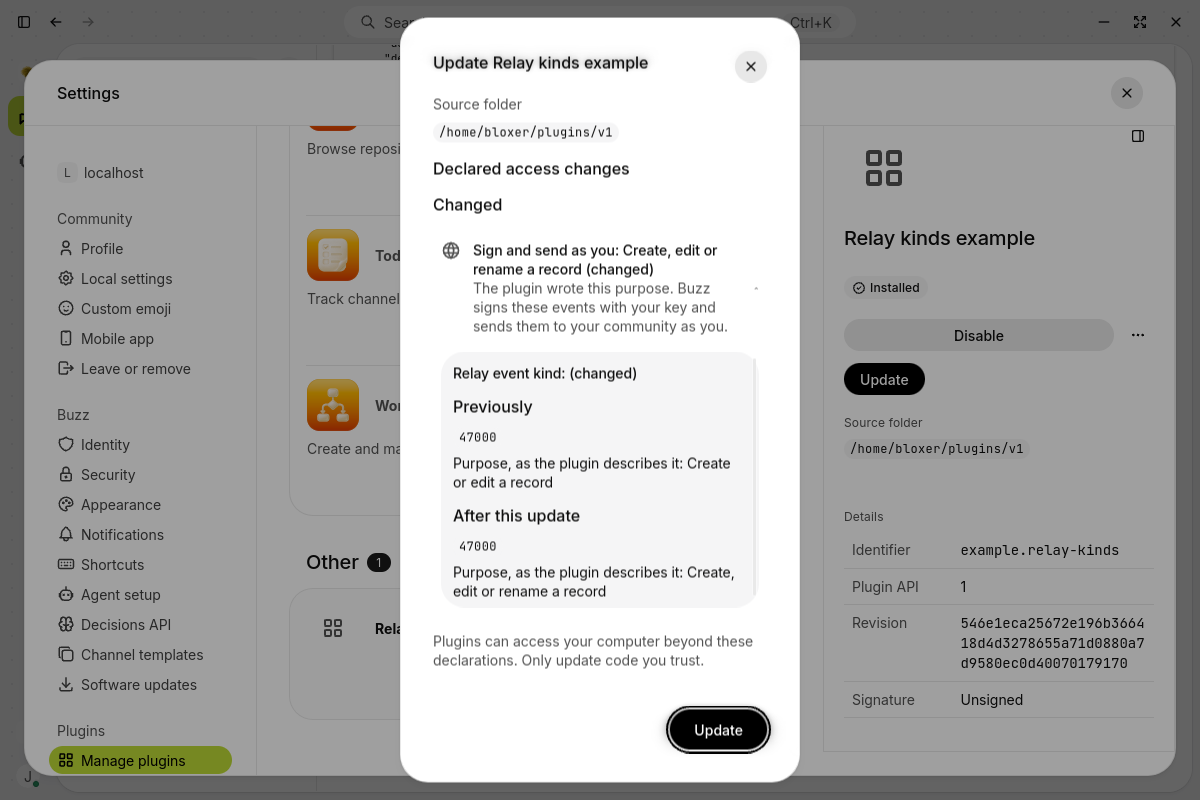 Sear
Ctrl+K
Settings
L localhost
Community
Profile
Local settings
Custom emoji
Mobile app
Leave or remove
Buzz
Identity
Security
Appearance
Notifications
Shortcuts
Agent setup
Decisions API
Channel templates
Software updates
Plugins
Manage plugins
J
Browse reposi
Tod
Track channel
Wor
Create and ma
Other 1
Rela
Update Relay kinds example
Source folder
/home/bloxer/plugins/v1
Declared access changes
Changed
Sign and send as you: Create, edit or
rename a record (changed)
The plugin wrote this purpose. Buzz
signs these events with your key and
sends them to your community as you.
Relay event kind: (changed)
Previously
47000
Purpose, as the plugin describes it: Create
or edit a record
After this update
47000
Purpose, as the plugin describes it: Create,
edit or rename a record
Plugins can access your computer beyond these
declarations. Only update code you trust.
Update
Relay kinds example
Installed
Disable
Update
Source folder
/home/bloxer/plugins/v1
Details
Identifier example.relay-kinds
Plugin API 1
Revision 546e1eca25672e196b3664
18d4d3278655a71d0880a7
d9580ec0d40070179170
Signature Unsigned